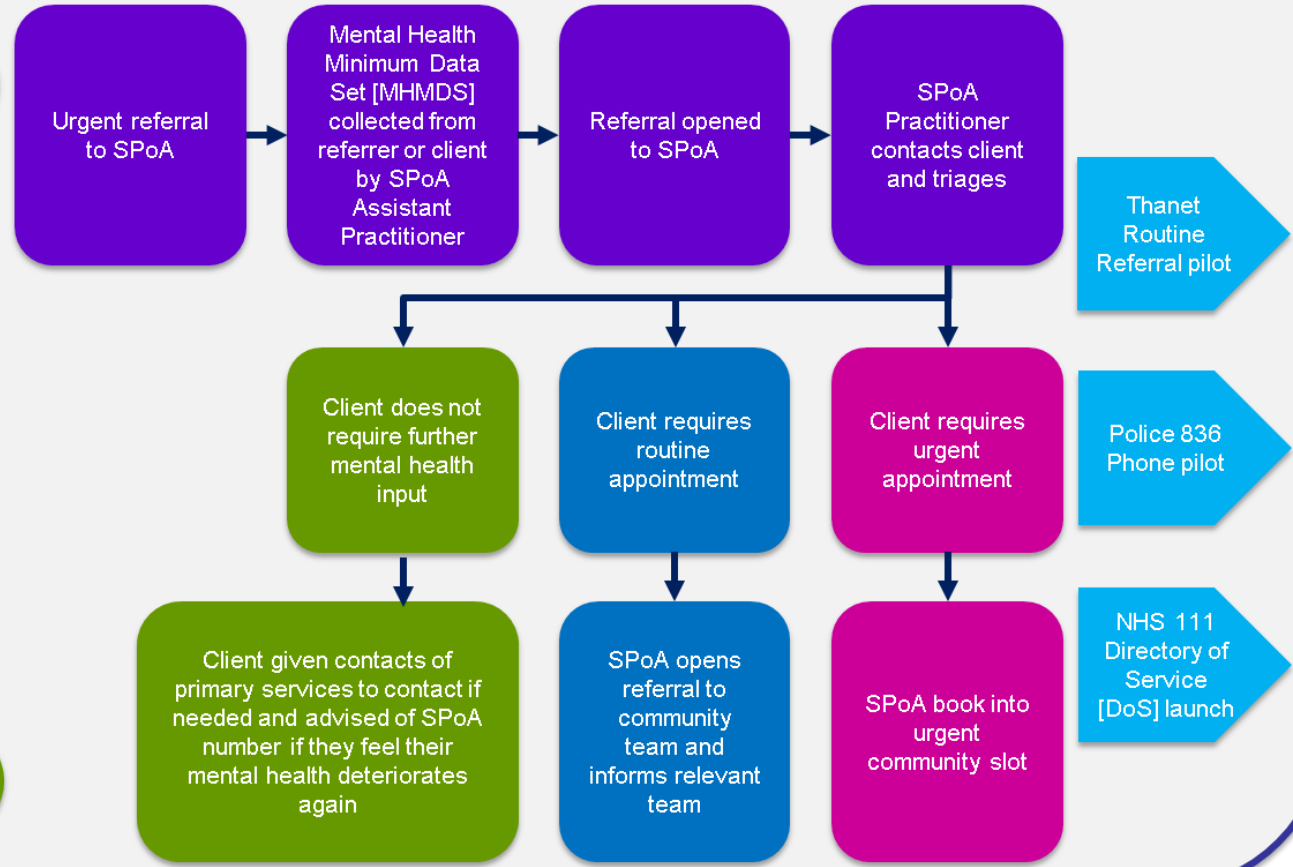 Urgent referral
to SPoA
Mental Health
Minimum Data
Set [MHMDS]
collected from
referrer or client
by SPoA
Assistant
Practitioner
Referral opened
to SPoA
SPoA
Practitioner
contacts client
and triages
Thanet
Routine
Referral pilot
Client does not
require further
mental health
input
Client requires
routine
appointment
Client requires
urgent
appointment
Police 836
Phone pilot
Client given contacts of
primary services to contact if
needed and advised of SPoA
number if they feel their
mental health deteriorates
again
SPoA opens
referral to
community
team and
informs relevant
team
SPoA book into
urgent
community slot
NHS 111
Directory of
Service
[DoS] launch